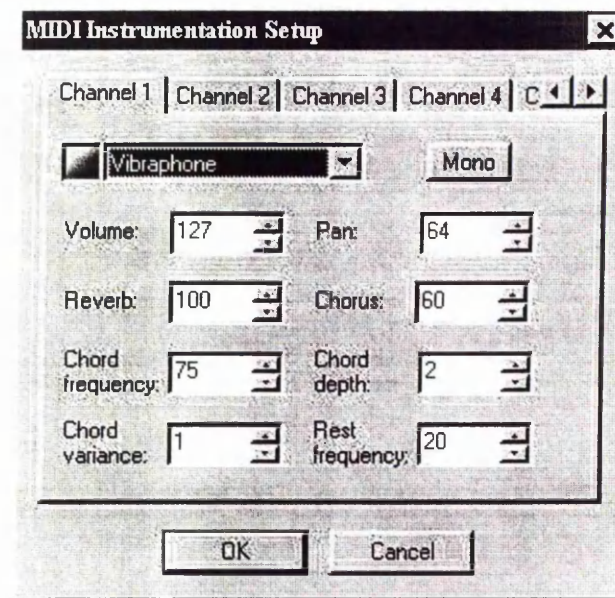 MIDI Instrumentation Setup
Channel 1 Channel 2 Channel 3 Channel 4 C
Vibraphone Mono
Volume: 127 Pan: 64
Reverb: 100 Chorus: 60
Chord frequency: 75 Chord depth: 2
Chord variance: 1 Rest frequency: 20
OK Cancel